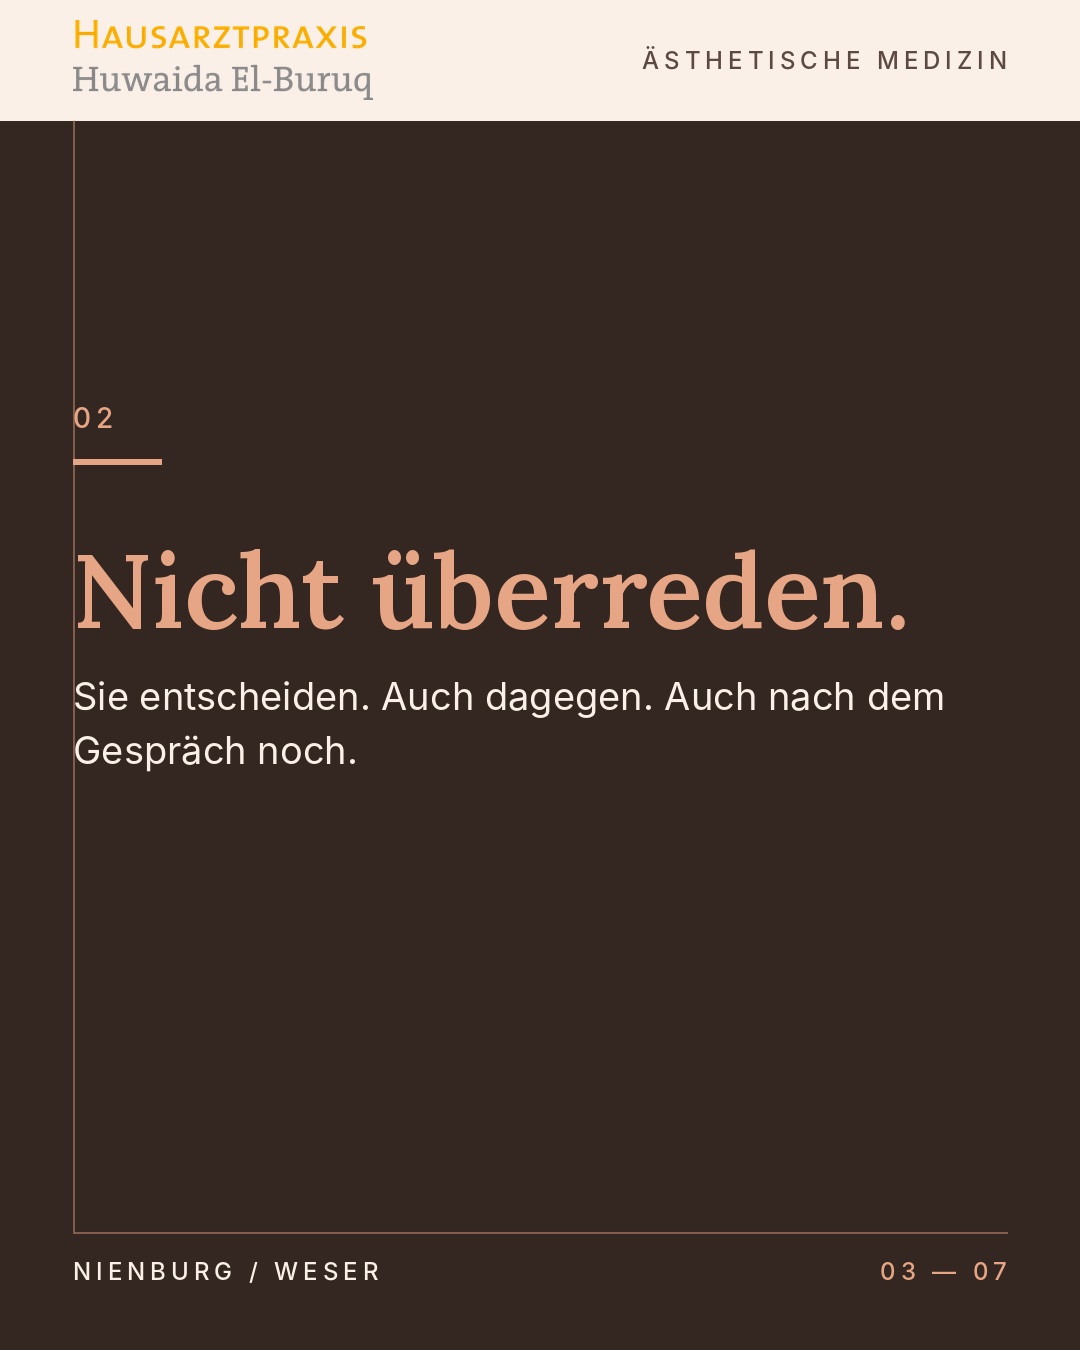 HAUSARZTPRAXIS
Huwaida El-Buruq
ÄSTHETISCHE MEDIZIN
02
Nicht überreden.
Sie entscheiden. Auch dagegen. Auch nach dem
Gespräch noch.
NIENBURG / WESER
03 — 07